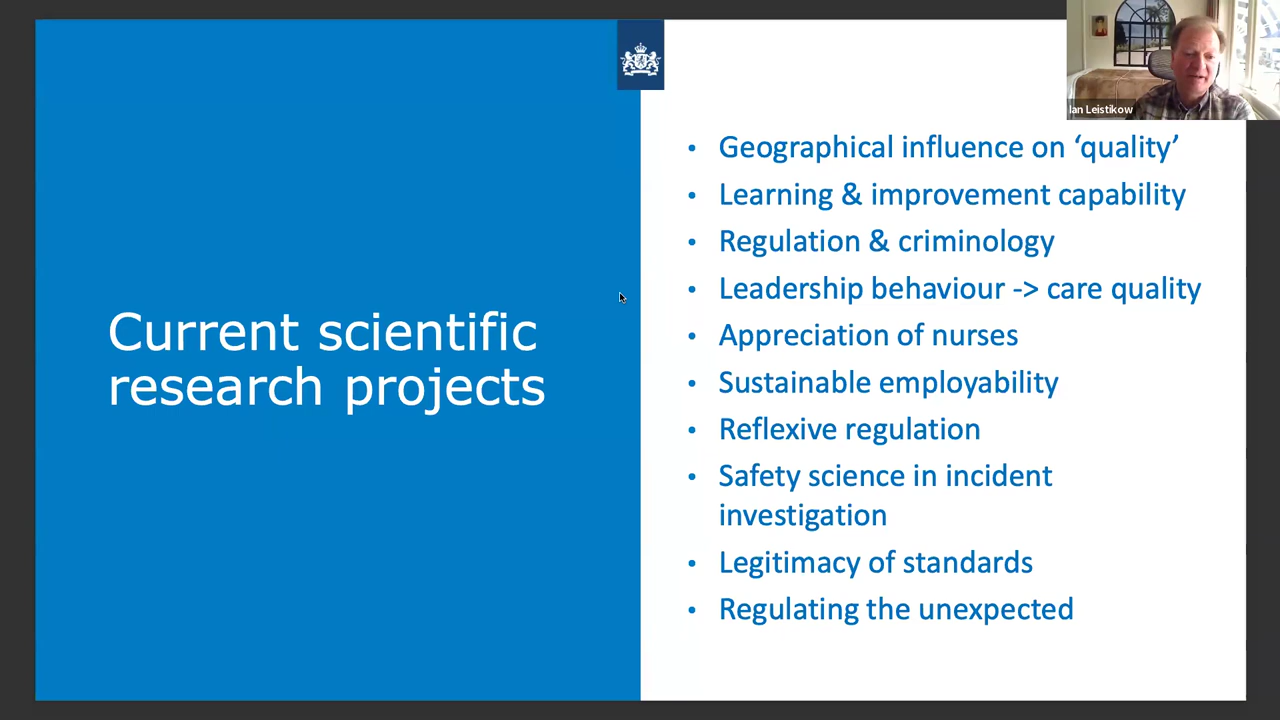 Ian Leistikow
Current scientific
research projects
• Geographical influence on ‘quality’
• Learning & improvement capability
• Regulation & criminology
• Leadership behaviour -> care quality
• Appreciation of nurses
• Sustainable employability
• Reflexive regulation
• Safety science in incident
investigation
• Legitimacy of standards
• Regulating the unexpected